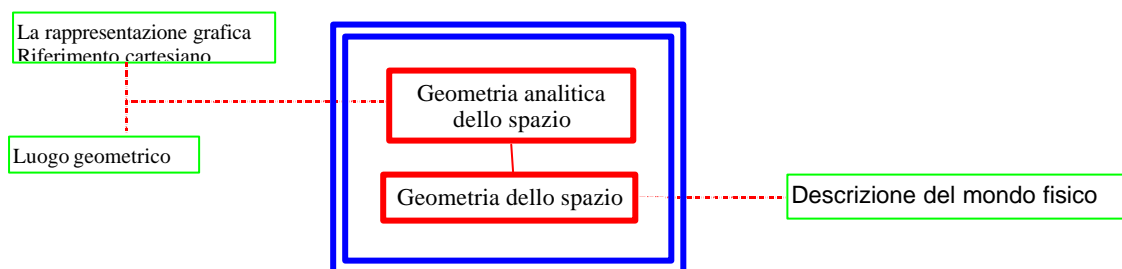 La rappresentazione grafica
Riferimento cartesiano
Geometria analitica
dello spazio
Luogo geometrico
Geometria dello spazio
Descrizione del mondo fisico